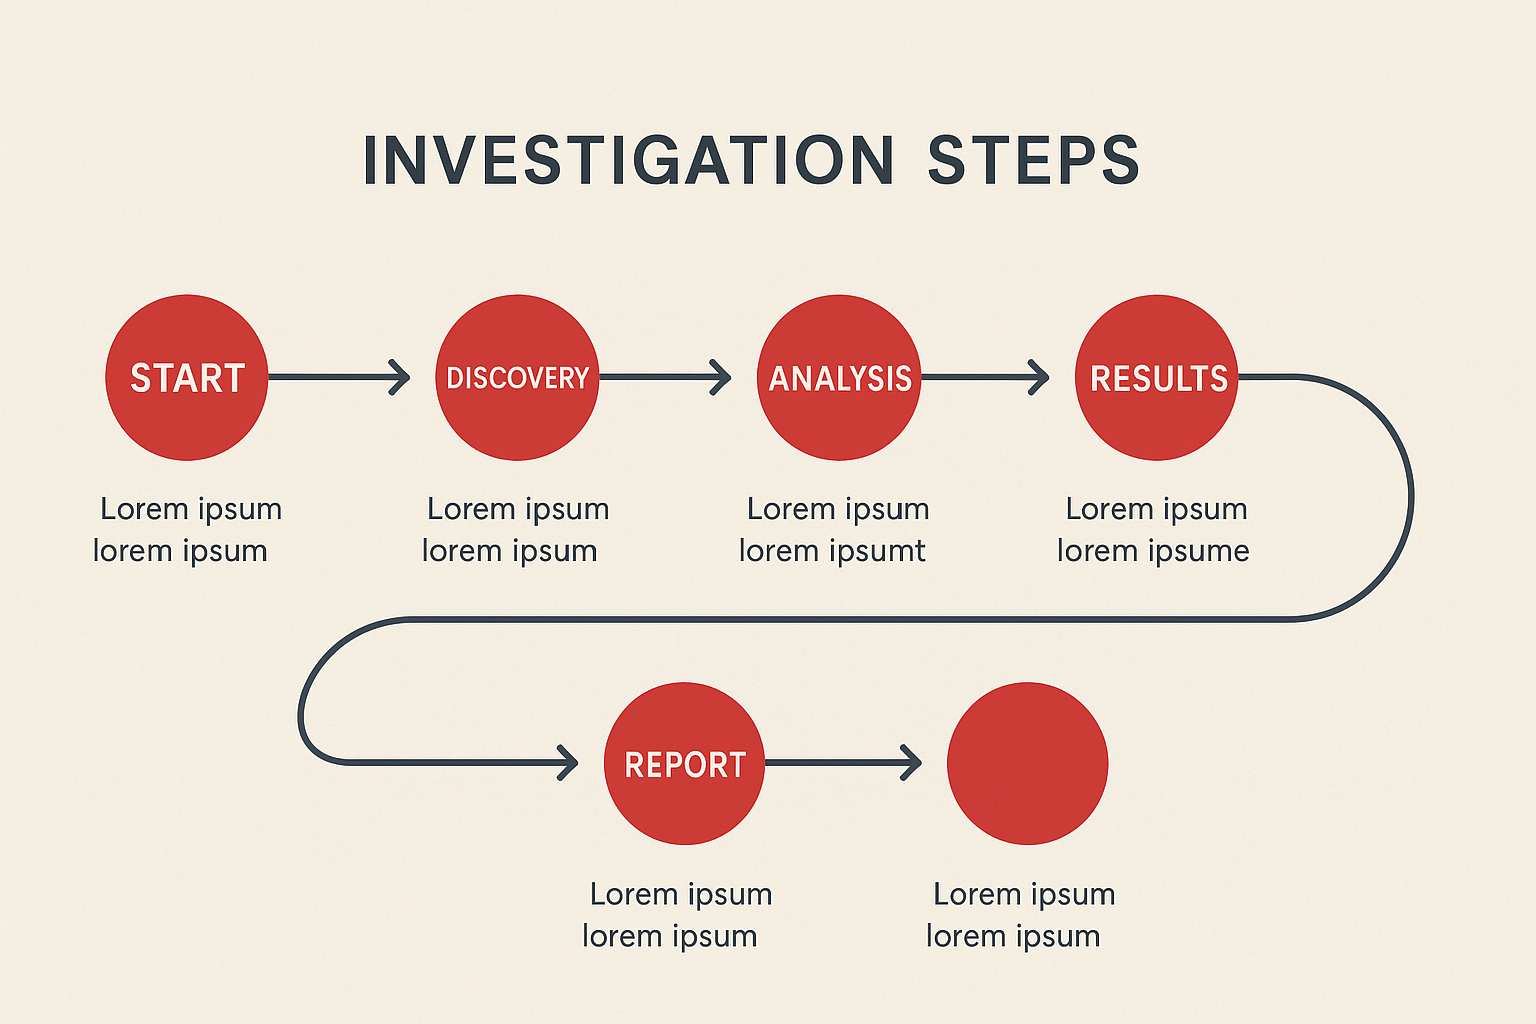 INVESTIGATION STEPS
START
DISCOVERY
ANALYSIS
RESULTS
Lorem ipsum
lorem ipsum
Lorem ipsum
lorem ipsum
Lorem ipsum
lorem ipsumt
Lorem ipsum
lorem ipsume
REPORT
Lorem ipsum
lorem ipsum
Lorem ipsum
lorem ipsum